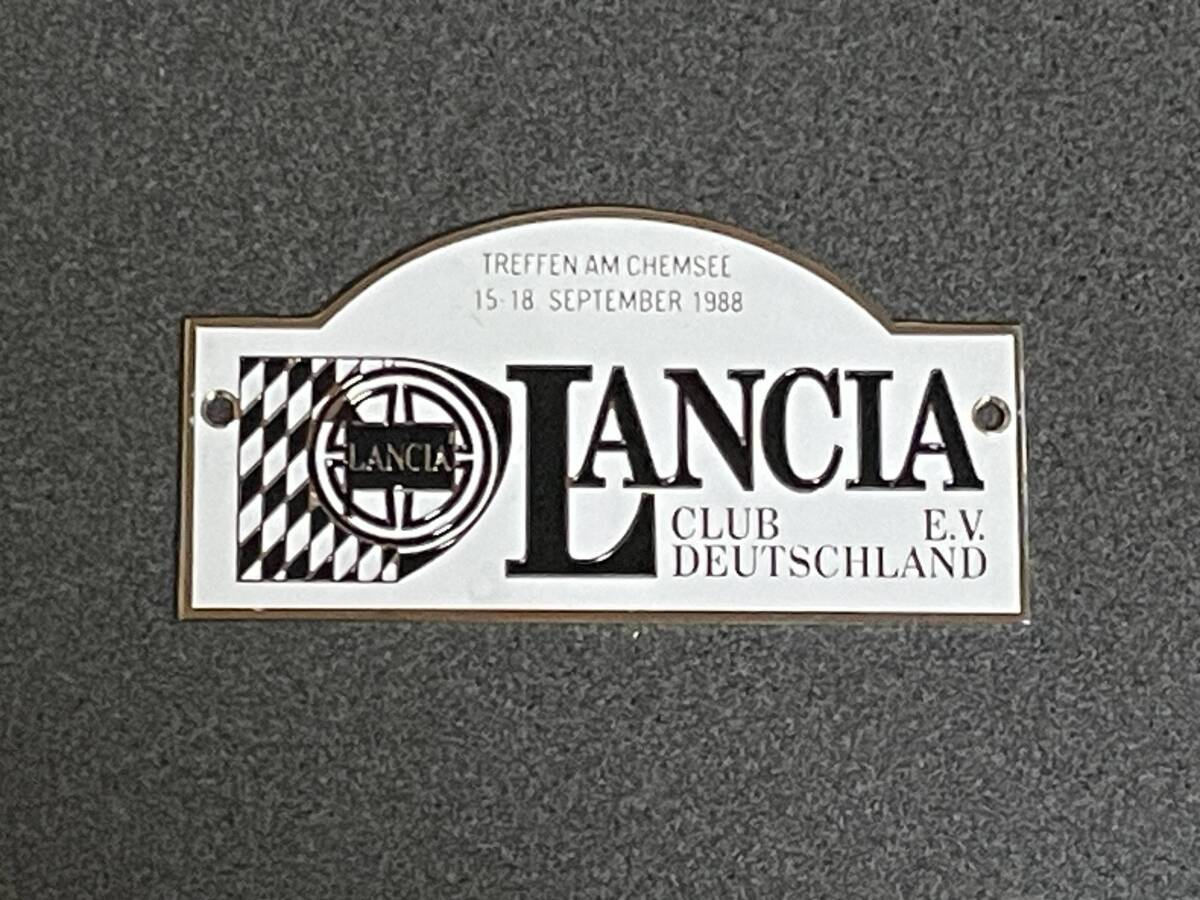 TREFFEN AM CHEMSEE
15-18. SEPTEMBER 1988
LANCIA
LANCIA
CLUB E.V.
DEUTSCHLAND